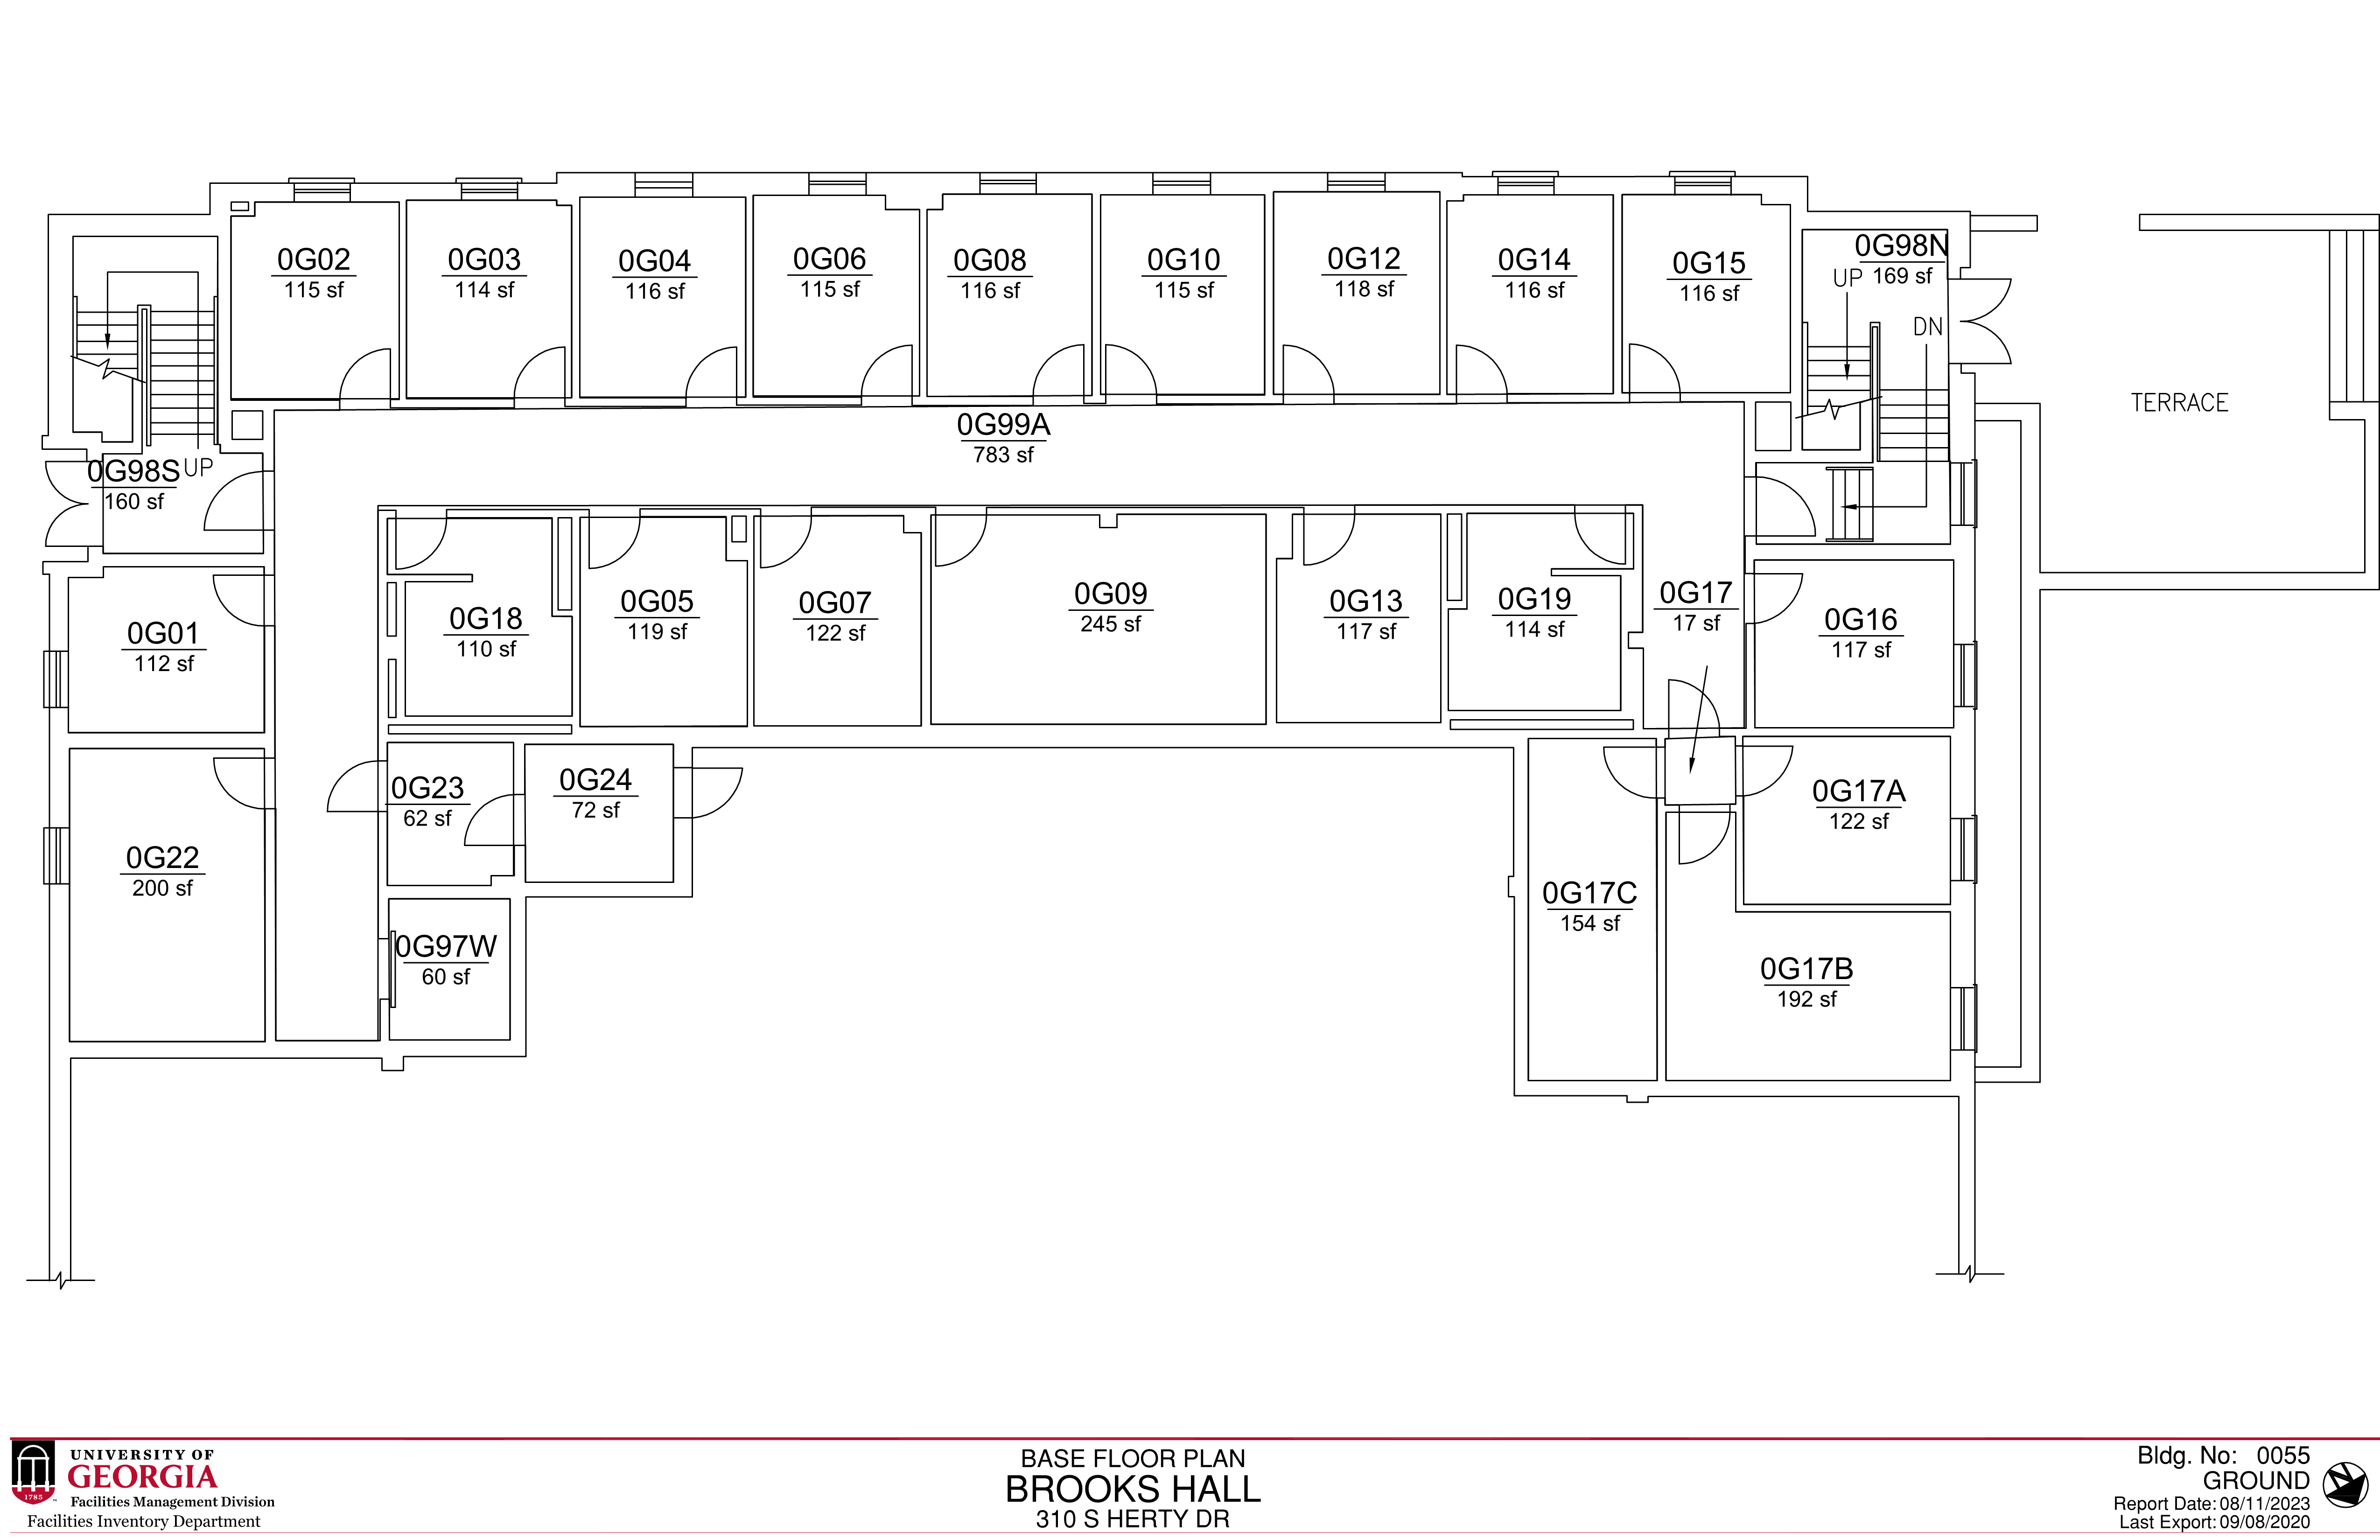 0G02
115 sf
0G03
114 sf
0G04
116 sf
0G06
115 sf
0G08
116 sf
0G10
115 sf
0G12
118 sf
0G14
116 sf
0G15
116 sf
0G98N
169 sf
UP
DN
TERRACE
0G99A
783 sf
0G98S
160 sf
UP
0G01
112 sf
0G18
110 sf
0G05
119 sf
0G07
122 sf
0G09
245 sf
0G13
117 sf
0G19
114 sf
0G17
17 sf
0G16
117 sf
0G22
200 sf
0G23
62 sf
0G24
72 sf
0G17A
122 sf
0G17C
154 sf
0G97W
60 sf
0G17B
192 sf
1785
UNIVERSITY OF
GEORGIA
Facilities Management Division
Facilities Inventory Department
BASE FLOOR PLAN
BROOKS HALL
310 S HERTY DR
Bldg. No: 0055
GROUND
Report Date: 08/11/2023
Last Export: 09/08/2020